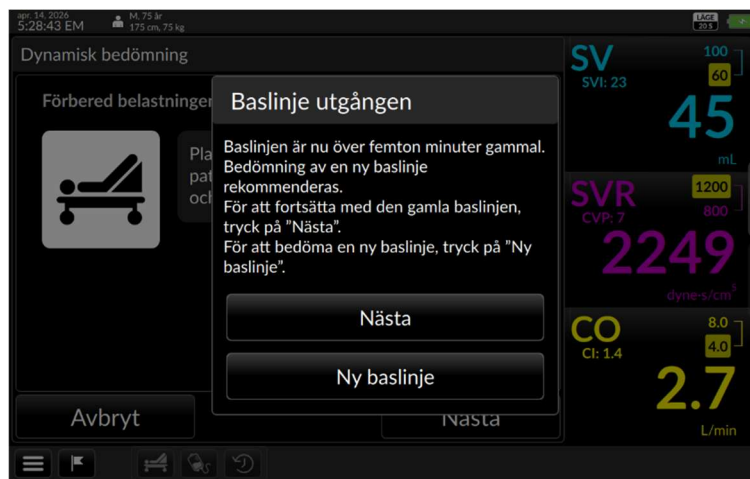 apr. 14, 2026
5:28:43 EM
M, 75 år
175 cm, 75 kg
LÄGE
20 S
Dynamisk bedömning
Förbered belastningen
Baslinje utgången
Baslinjen är nu över femton minuter gammal.
Bedömning av en ny baslinje
rekommenderas.
För att fortsätta med den gamla baslinjen,
tryck på ”Nästa”.
För att bedöma en ny baslinje, tryck på ”Ny
baslinje”.
Nästa
Ny baslinje
Avbryt
Nästa
SV
SVI: 23
100
60
45
mL
SVR
CVP: 7
1200
800
2249
dyne-s/cm⁵
CO
CI: 1.4
8.0
4.0
2.7
L/min